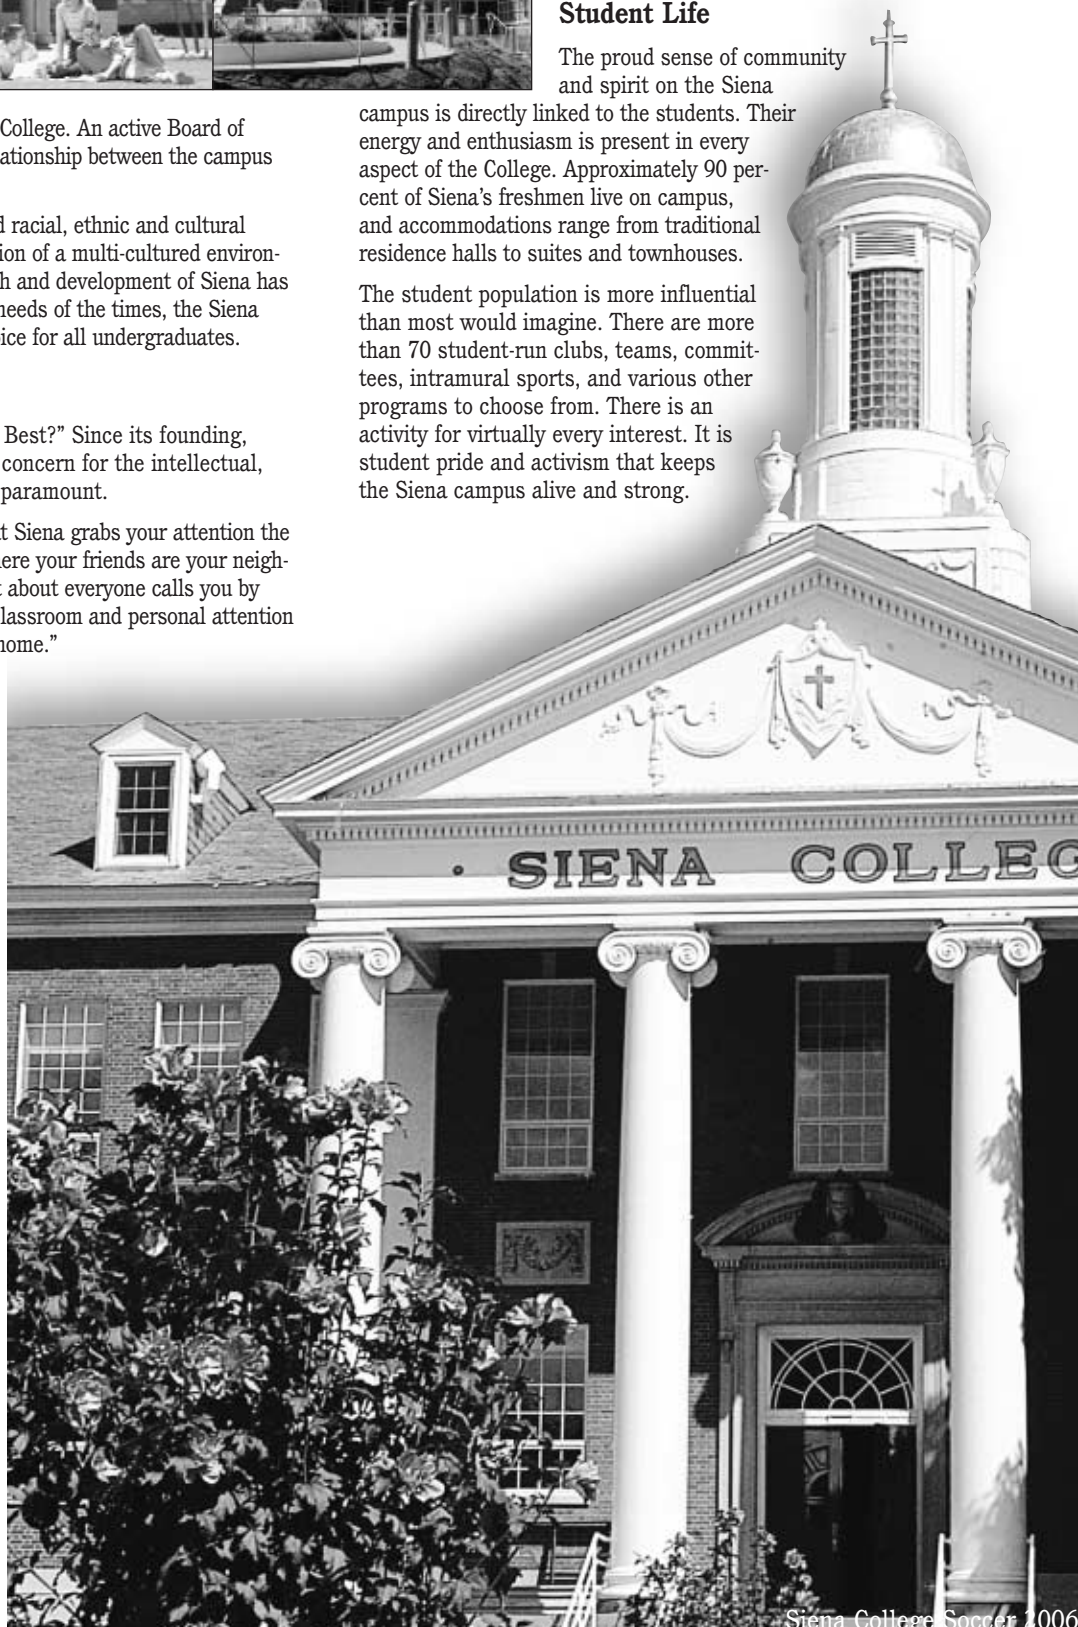 College. An active Board of
ationship between the campus
racial, ethnic and cultural
ion of a multi-cultured environ-
h and development of Siena has
needs of the times, the Siena
ice for all undergraduates.
Best?” Since its founding,
concern for the intellectual,
paramount.
t Siena grabs your attention the
ere your friends are your neigh-
t about everyone calls you by
lassroom and personal attention
home.”
Student Life
The proud sense of community
and spirit on the Siena
campus is directly linked to the students. Their
energy and enthusiasm is present in every
aspect of the College. Approximately 90 per-
cent of Siena’s freshmen live on campus,
and accommodations range from traditional
residence halls to suites and townhouses.
The student population is more influential
than most would imagine. There are more
than 70 student-run clubs, teams, commit-
tees, intramural sports, and various other
programs to choose from. There is an
activity for virtually every interest. It is
student pride and activism that keeps
the Siena campus alive and strong.
• SIENA COLLEG
Siena College Soccer 2006